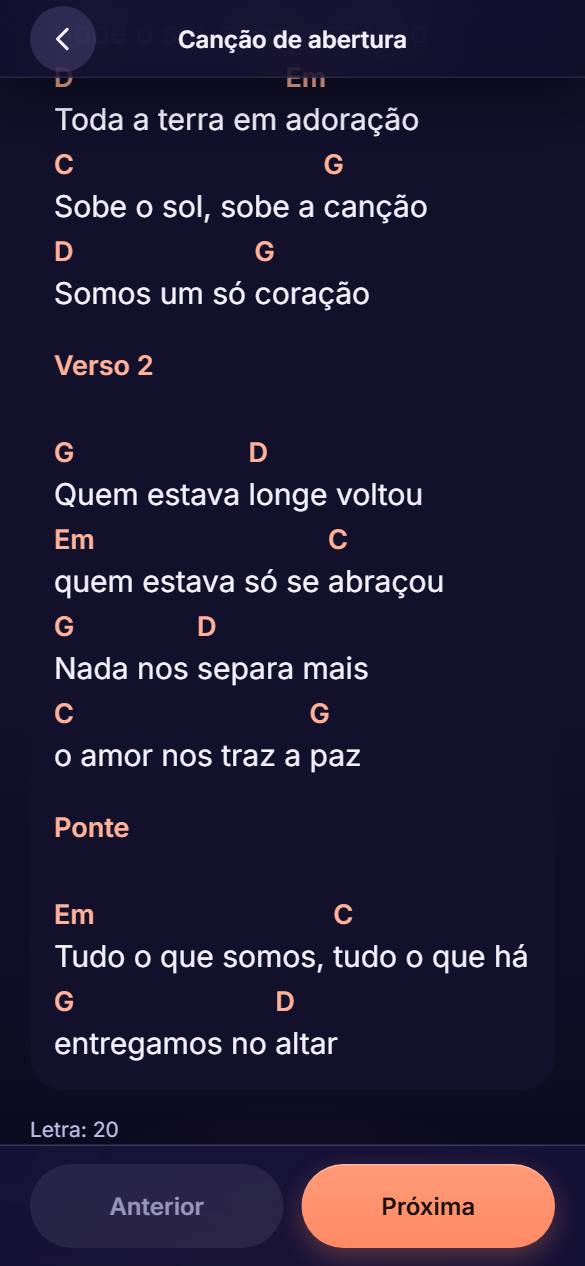 Canção de abertura
D Em
Toda a terra em adoração
C G
Sobe o sol, sobe a canção
D G
Somos um só coração
Verso 2
G D
Quem estava longe voltou
Em C
quem estava só se abraçou
G D
Nada nos separa mais
C G
o amor nos traz a paz
Ponte
Em C
Tudo o que somos, tudo o que há
G D
entregamos no altar
Letra: 20
Anterior Próxima